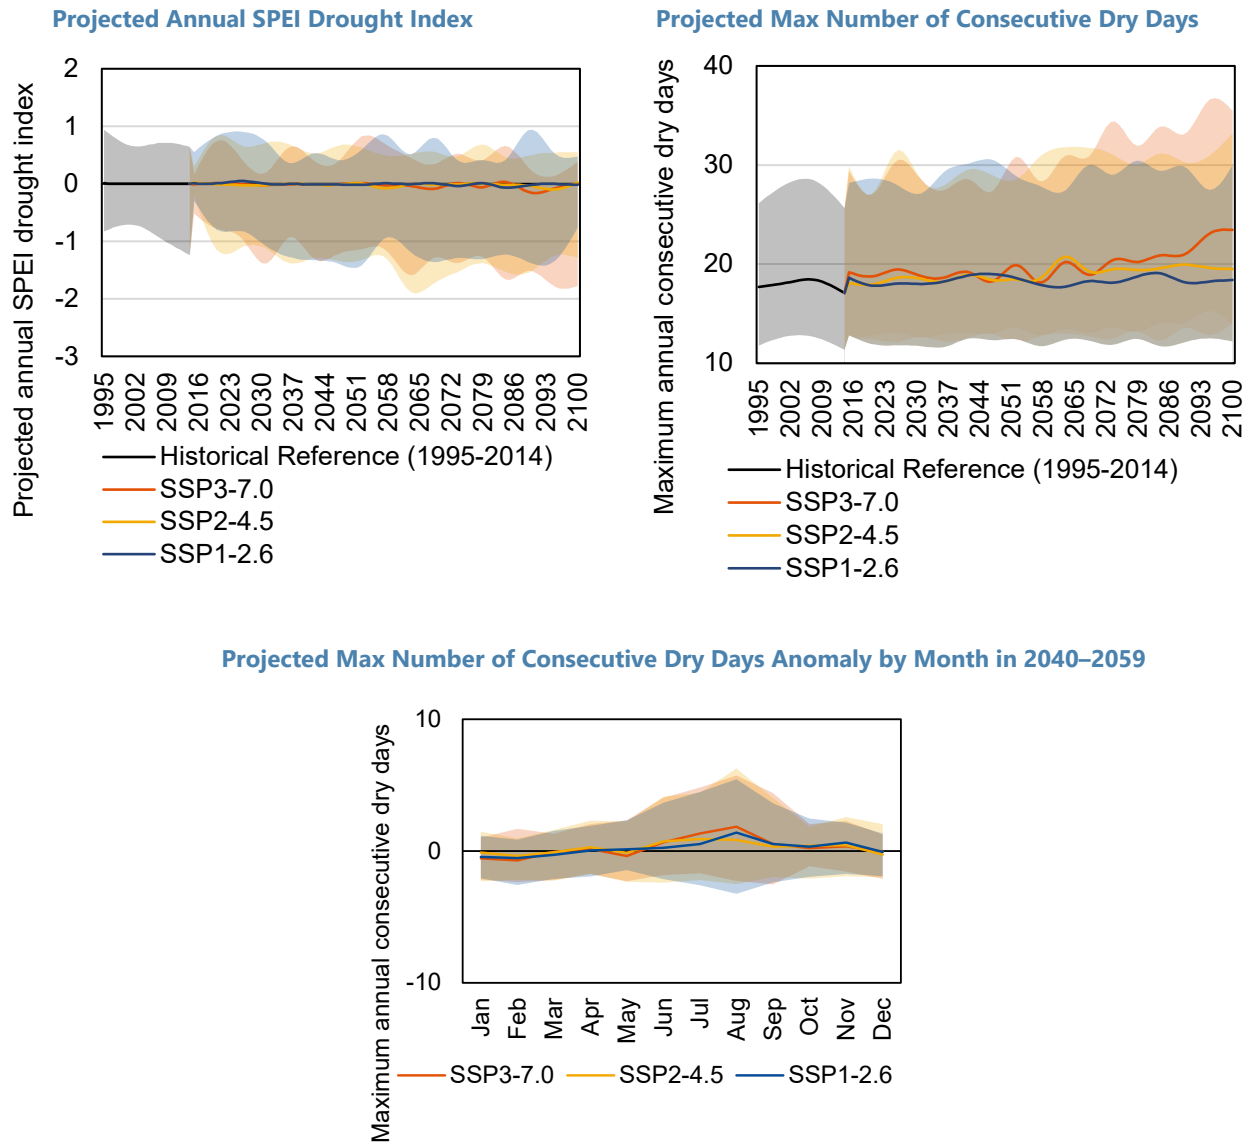 Projected Annual SPEI Drought Index
Projected annual SPEI drought index
2
1
0
-1
-2
-3
1995
2002
2009
2016
2023
2030
2037
2044
2051
2058
2065
2072
2079
2086
2093
2100
Historical Reference (1995-2014)
SSP3-7.0
SSP2-4.5
SSP1-2.6
Projected Max Number of Consecutive Dry Days
Maximum annual consecutive dry days
40
30
20
10
1995
2002
2009
2016
2023
2030
2037
2044
2051
2058
2065
2072
2079
2086
2093
2100
Historical Reference (1995-2014)
SSP3-7.0
SSP2-4.5
SSP1-2.6
Projected Max Number of Consecutive Dry Days Anomaly by Month in 2040–2059
Maximum annual consecutive dry days
10
0
-10
Jan
Feb
Mar
Apr
May
Jun
Jul
Aug
Sep
Oct
Nov
Dec
SSP3-7.0 SSP2-4.5 SSP1-2.6